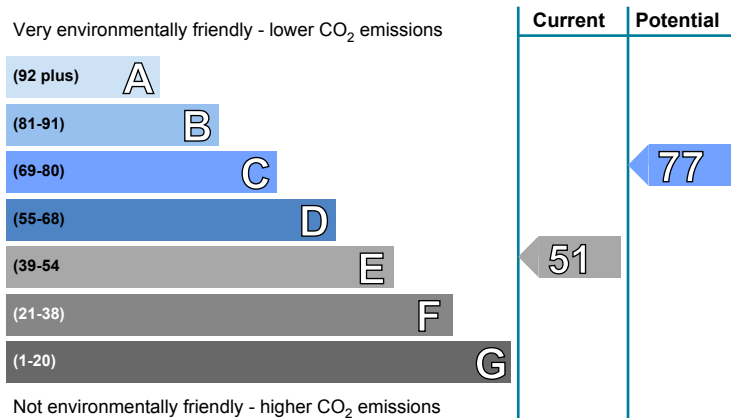 Very environmentally friendly - lower CO2 emissions
Current
Potential
(92 plus) A
(81-91) B
(69-80) C
77
(55-68) D
(39-54 E
51
(21-38) F
(1-20) G
Not environmentally friendly - higher CO2 emissions